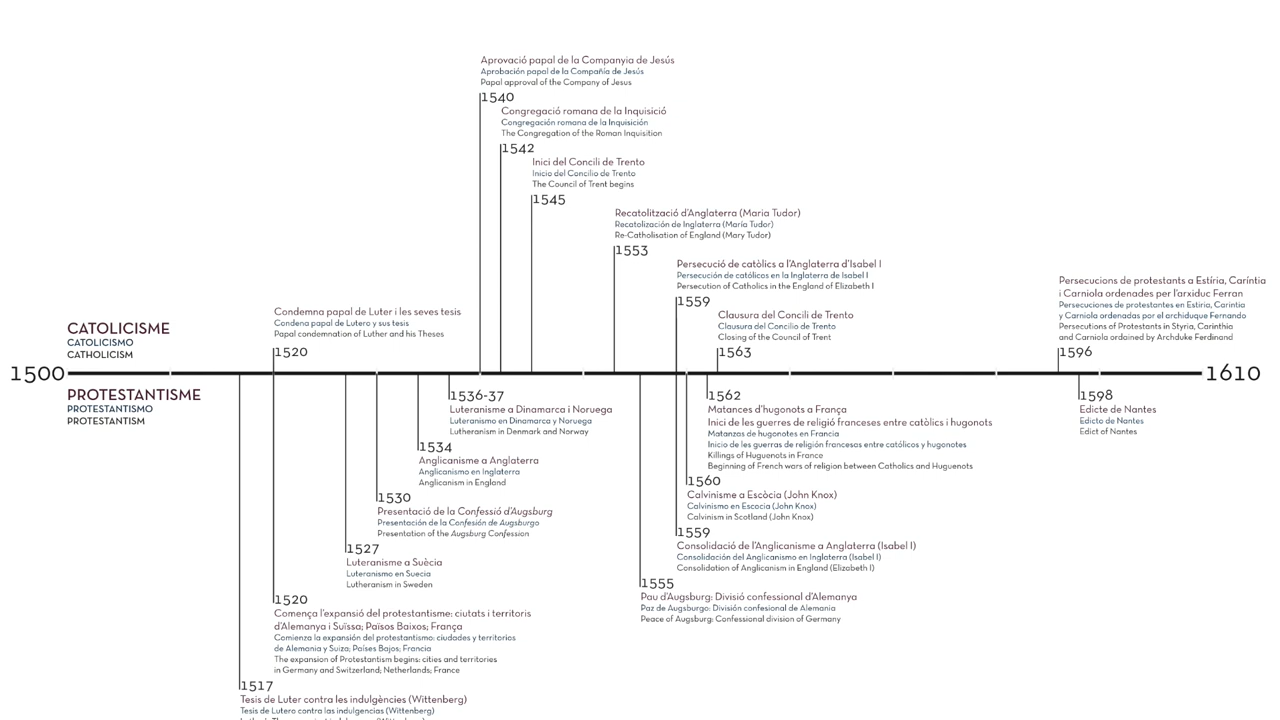 Aprovació papal de la Companyia de Jesús
Aprobación papal de la Compañía de Jesús
Papal approval of the Company of Jesus
1540
Congregació romana de la Inquisició
Congregación romana de la Inquisición
The Congregation of the Roman Inquisition
1542
Inici del Concili de Trento
Inicio del Concilio de Trento
The Council of Trent begins
1545
Recatolització d'Anglaterra (Maria Tudor)
Recatolización de Inglaterra (María Tudor)
Re-Catholisation of England (Mary Tudor)
1553
Persecució de catòlics a l'Anglaterra d'Isabel I
Persecución de católicos en la Inglaterra de Isabel I
Persecution of Catholics in the England of Elizabeth I
1559
Clausura del Concili de Trento
Clausura del Concilio de Trento
Closing of the Council of Trent
1563
Persecucions de protestants a Estíria, Caríntia
i Carniola ordenades per l'arxiduc Ferran
Persecuciones de protestantes en Estiria, Carintia
y Carniola ordenadas por el archiduque Fernando
Persecutions of Protestants in Styria, Carinthia
and Carniola ordained by Archduke Ferdinand
1596
Condemna papal de Luter i les seves tesis
Condena papal de Lutero y sus tesis
Papal condemnation of Luther and his Theses
1520
CATOLICISME
CATOLICISMO
CATHOLICISM
1500
1610
PROTESTANTISME
PROTESTANTISMO
PROTESTANTISM
1536-37
Luteranisme a Dinamarca i Noruega
Luteranismo en Dinamarca y Noruega
Lutheranism in Denmark and Norway
1534
Anglicanisme a Anglaterra
Anglicanismo en Inglaterra
Anglicanism in England
1530
Presentació de la Confessió d'Augsburg
Presentación de la Confesión de Augsburgo
Presentation of the Augsburg Confession
1527
Luteranisme a Suècia
Luteranismo en Suecia
Lutheranism in Sweden
1520
Comença l'expansió del protestantisme: ciutats i territoris
d'Alemanya i Suïssa; Països Baixos; França
Comienza la expansión del protestantismo: ciudades y territorios
de Alemania y Suiza; Países Bajos; Francia
The expansion of Protestantism begins: cities and territories
in Germany and Switzerland; Netherlands; France
1517
Tesis de Luter contra les indulgències (Wittenberg)
Tesis de Lutero contra las indulgencias (Wittenberg)
1562
Matances d'hugonots a França
Inici de les guerres de religió franceses entre catòlics i hugonots
Matanzas de hugonotes en Francia
Inicio de les guerras de religión francesas entre católicos y hugonotes
Killings of Huguenots in France
Beginning of French wars of religion between Catholics and Huguenots
1560
Calvinisme a Escòcia (John Knox)
Calvinismo en Escocia (John Knox)
Calvinism in Scotland (John Knox)
1559
Consolidació de l'Anglicanisme a Anglaterra (Isabel I)
Consolidación del Anglicanismo en Inglaterra (Isabel I)
Consolidation of Anglicanism in England (Elizabeth I)
1555
Pau d'Augsburg: Divisió confessional d'Alemanya
Paz de Augsburgo: División confesional de Alemania
Peace of Augsburg: Confessional division of Germany
1598
Edicte de Nantes
Edicto de Nantes
Edict of Nantes